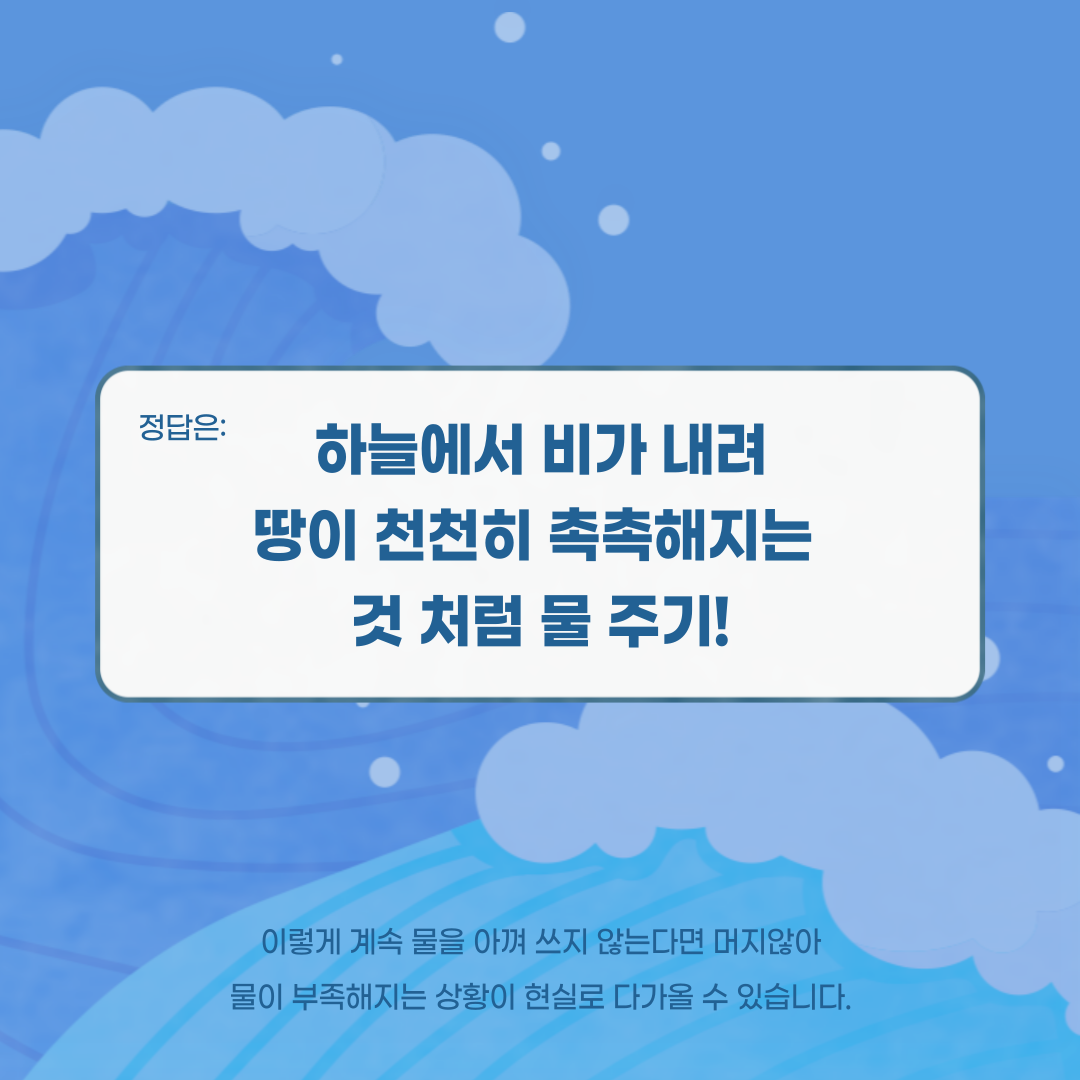 정답은:
하늘에서 비가 내려
땅이 천천히 촉촉해지는
것 처럼 물 주기!
이렇게 계속 물을 아껴 쓰지 않는다면 머지않아
물이 부족해지는 상황이 현실로 다가올 수 있습니다.